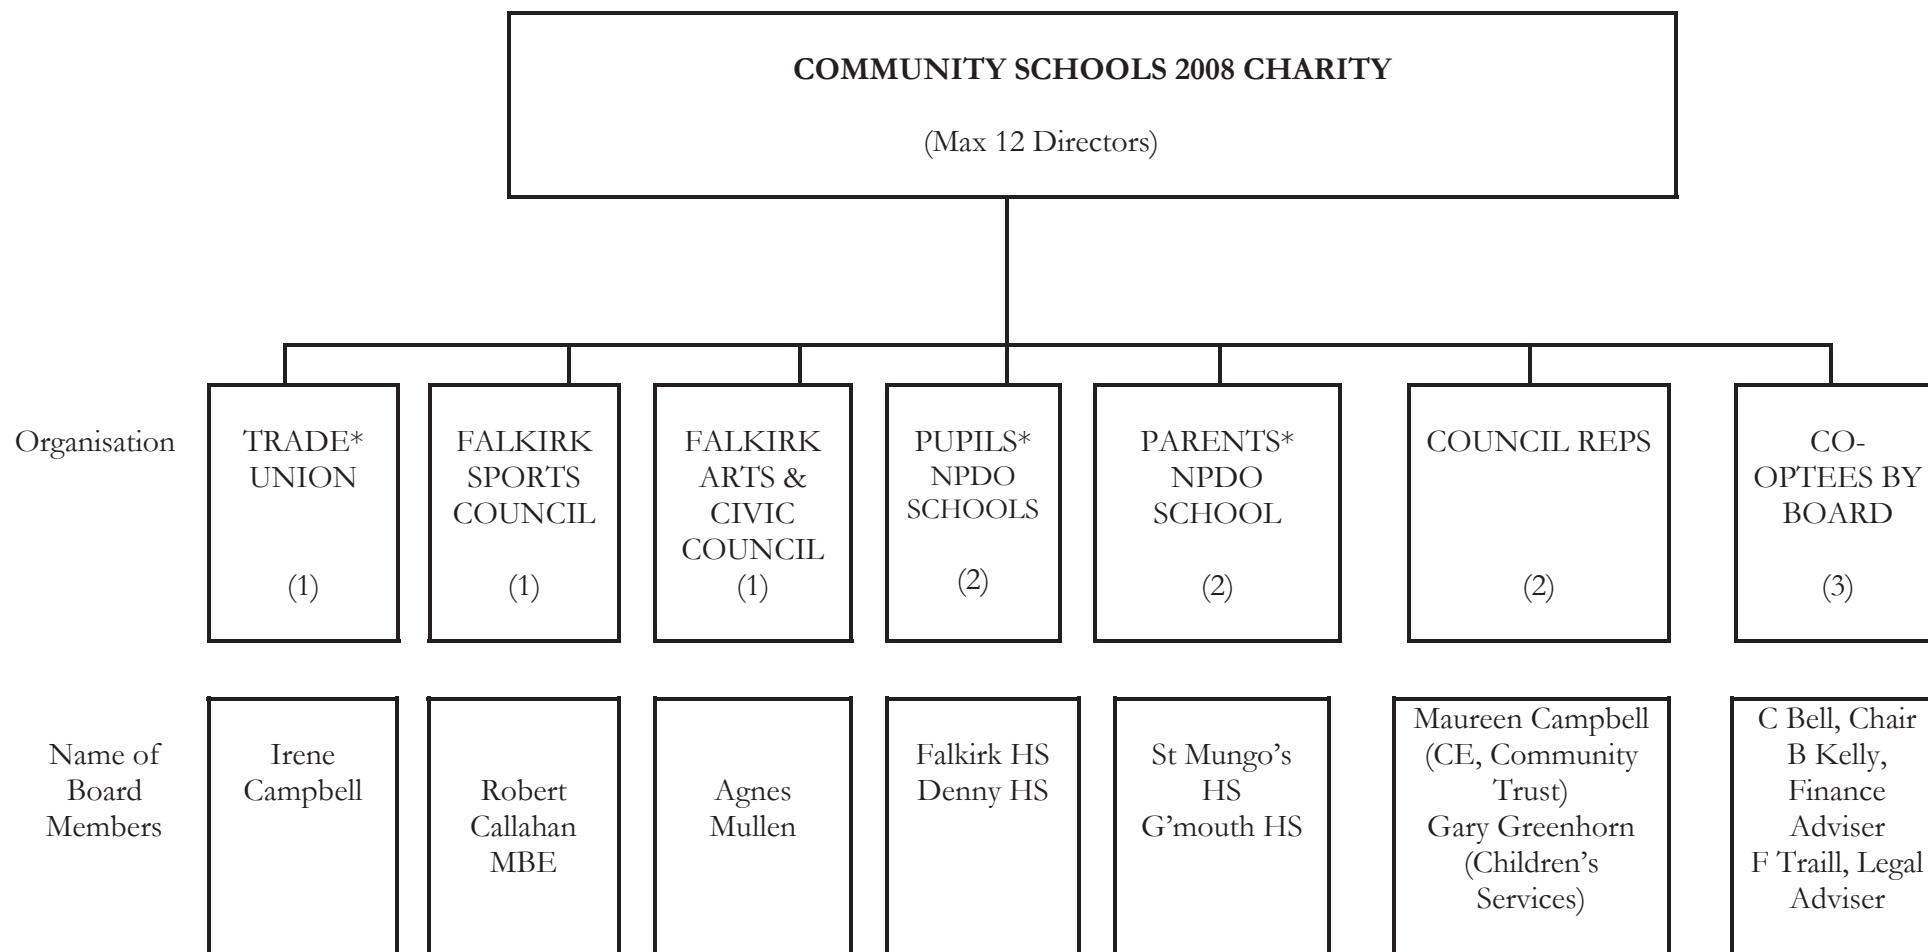 COMMUNITY SCHOOLS 2008 CHARITY
(Max 12 Directors)
Organisation
TRADE*
UNION
(1)
FALKIRK
SPORTS
COUNCIL
(1)
FALKIRK
ARTS &
CIVIC
COUNCIL
(1)
PUPILS*
NPDO
SCHOOLS
(2)
PARENTS*
NPDO
SCHOOL
(2)
COUNCIL REPS
(2)
CO-
OPTEES BY
BOARD
(3)
Name of
Board
Members
Irene
Campbell
Robert
Callahan
MBE
Agnes
Mullen
Falkirk HS
Denny HS
St Mungo's
HS
G'mouth HS
Maureen Campbell
(CE, Community
Trust)
Gary Greenhorn
(Children's
Services)
C Bell, Chair
B Kelly,
Finance
Adviser
F Traill, Legal
Adviser